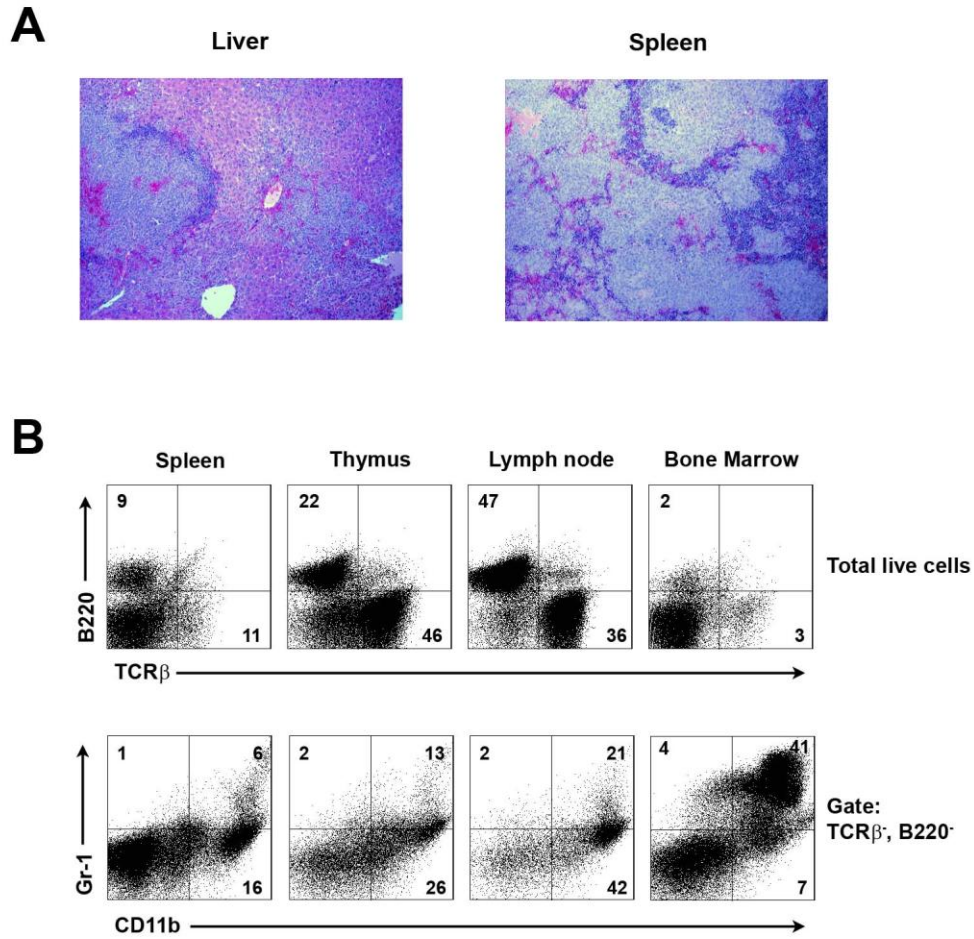 A
Liver Spleen
B
Spleen Thymus Lymph node Bone Marrow
9 22 47 2
B220
Total live cells
11 46 36 3
TCRβ
1 6 2 13 2 21 4 41
Gr-1
Gate:
TCRβ-, B220-
16 26 42 7
CD11b